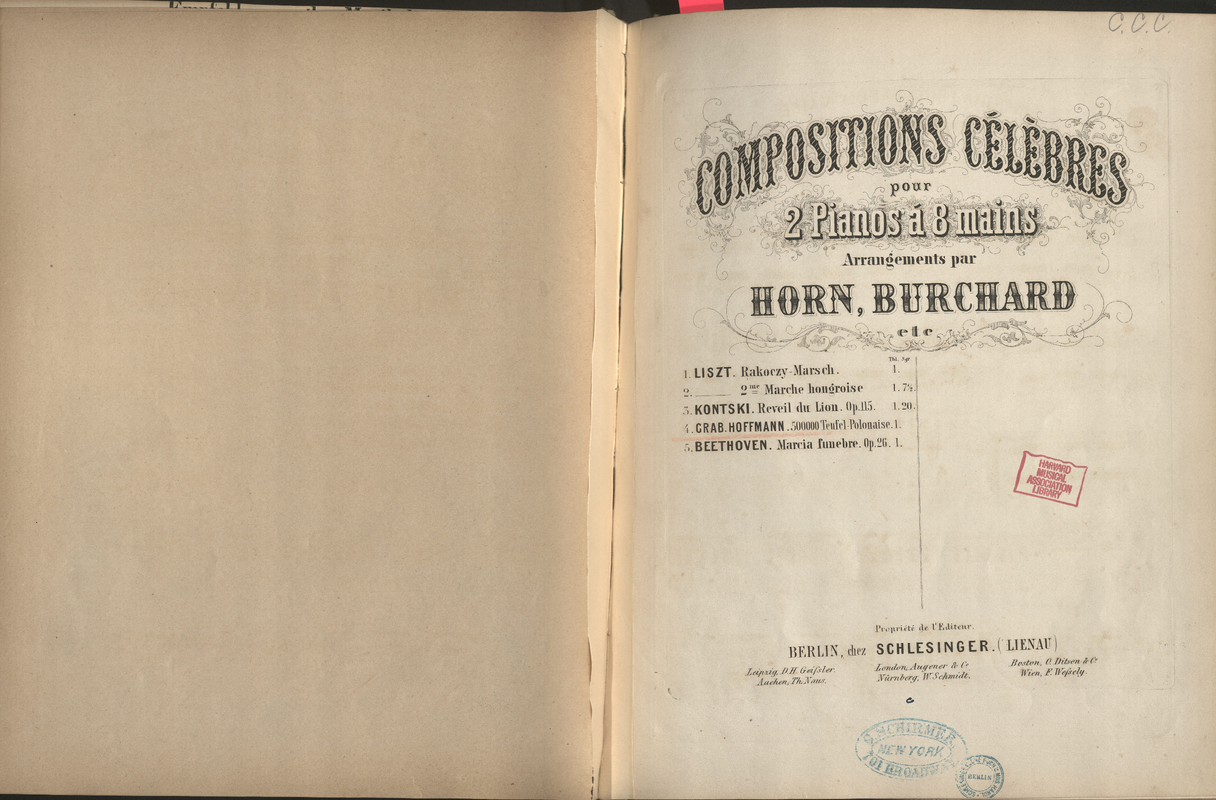 C. C. C.
COMPOSITIONS CÉLÈBRES
pour
2 Pianos á 8 mains
Arrangements par
HORN, BURCHARD
etc
Thl. Sgr
1. LISZT. Rakoczy-Marsch. 1.
2. _____ 2me Marche hongroise 1. 7½.
3. KONTSKI. Reveil du Lion. Op.115. 1. 20.
4. GRAB. HOFFMANN. 500000 Teufel-Polonaise. 1.
5. BEETHOVEN. Marcia funebre. Op. 26. 1.
HARVARD
MUSICAL
ASSOCIATION
LIBRARY
Propriété de l'Editeur.
BERLIN, chez SCHLESINGER. (LIENAU)
Leipzig, D. H. Geiſsler. London, Augener & Co Boston, O. Ditson & Co
Aachen, Th. Naus. Nürnberg, W. Schmidt. Wien, F. Weſsely.
G. SCHIRMER
NEW YORK
701 BROADWAY
BERLIN